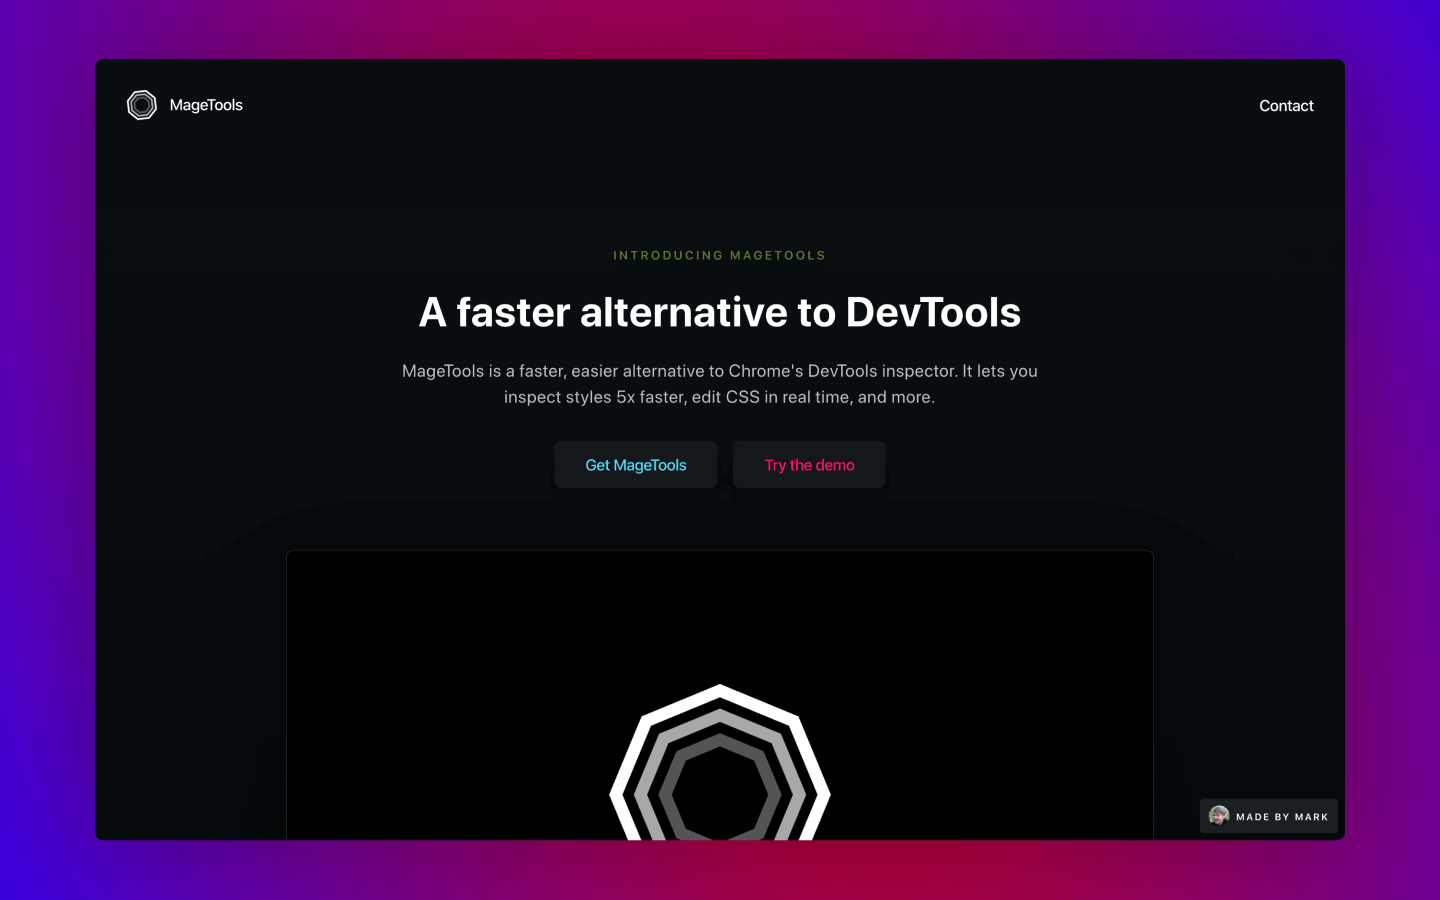 MageTools
Contact
INTRODUCING MAGETOOLS
A faster alternative to DevTools
MageTools is a faster, easier alternative to Chrome's DevTools inspector. It lets you
inspect styles 5x faster, edit CSS in real time, and more.
Get MageTools
Try the demo
MADE BY MARK